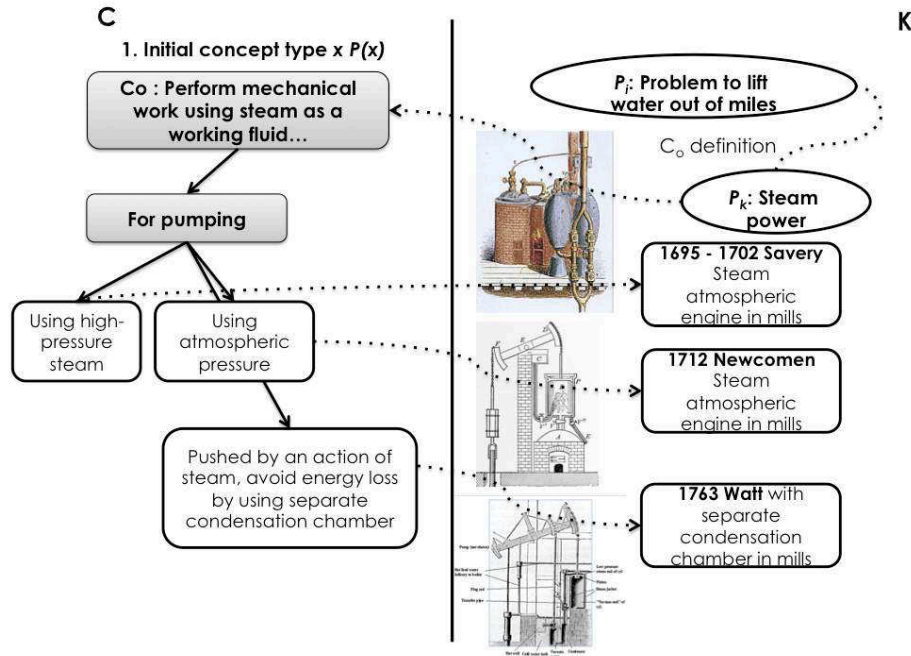 C
K
1. Initial concept type x P(x)
Co : Perform mechanical
work using steam as a
working fluid…
For pumping
Using high-
pressure
steam
Using
atmospheric
pressure
Pushed by an action of
steam, avoid energy loss
by using separate
condensation chamber
Pi: Problem to lift
water out of miles
Co definition
Pk: Steam
power
1695 - 1702 Savery
Steam
atmospheric
engine in mills
1712 Newcomen
Steam
atmospheric
engine in mills
1763 Watt with
separate
condensation
chamber in mills